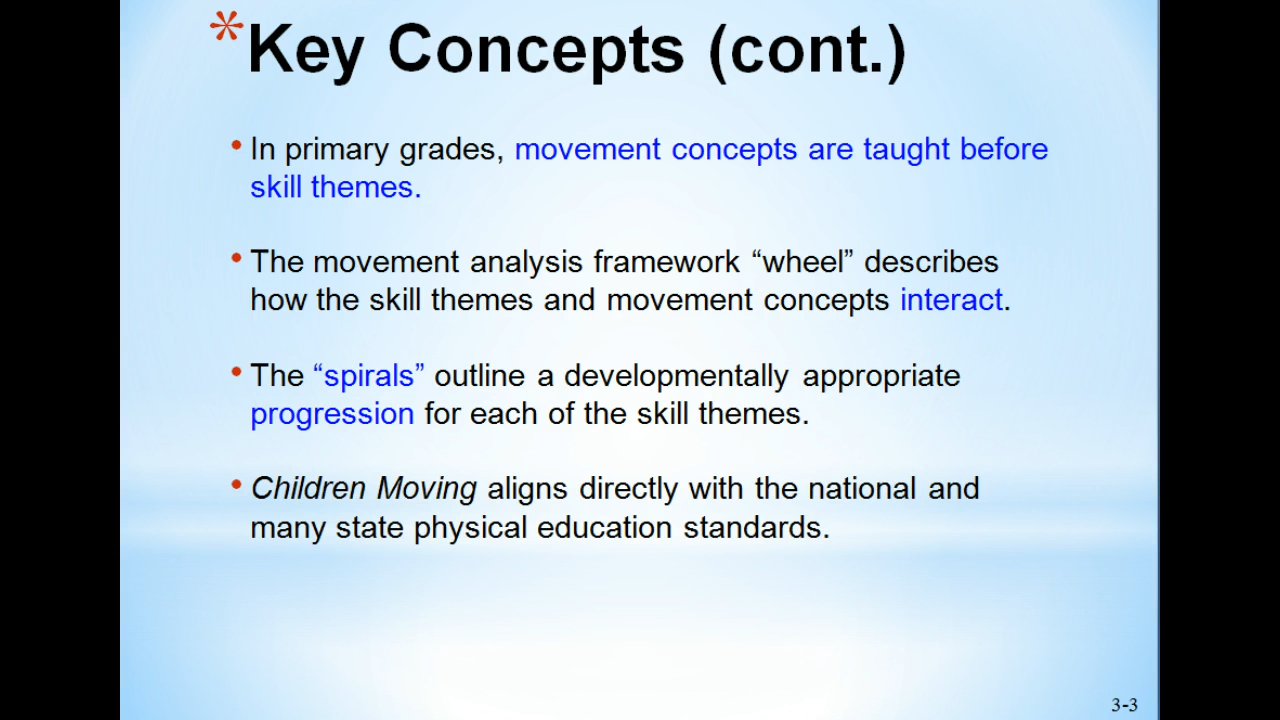 *Key Concepts (cont.)
• In primary grades, movement concepts are taught before
skill themes.
• The movement analysis framework “wheel” describes
how the skill themes and movement concepts interact.
• The “spirals” outline a developmentally appropriate
progression for each of the skill themes.
• Children Moving aligns directly with the national and
many state physical education standards.
3-3